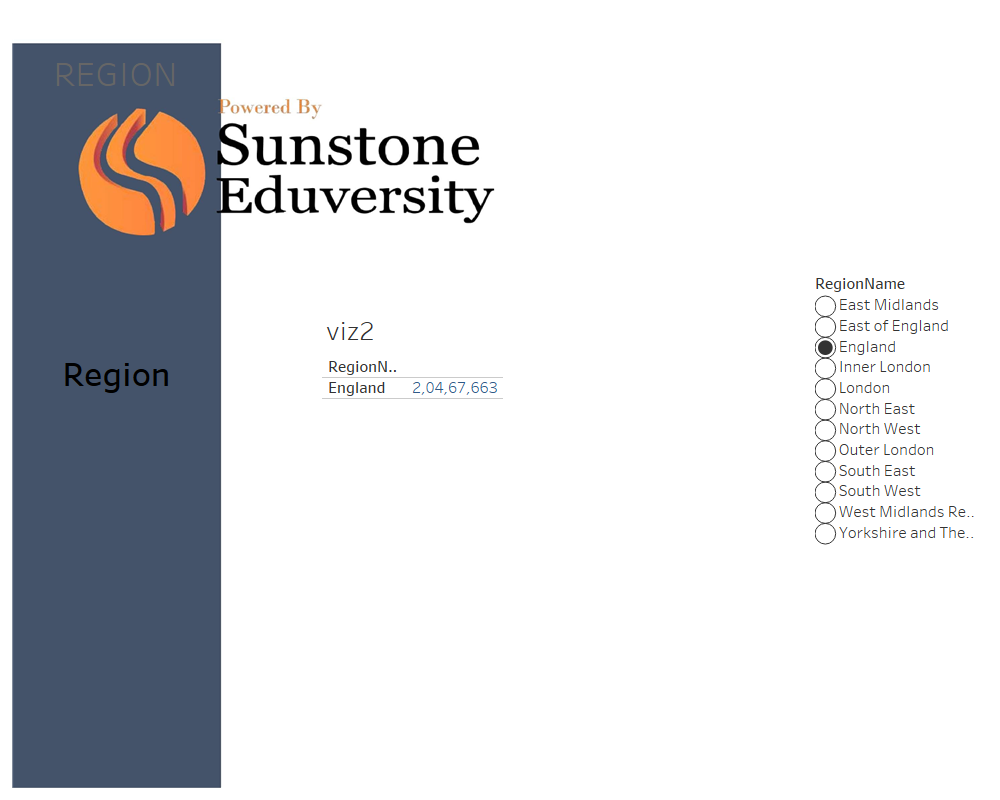 REGION
Powered By
Sunstone
Eduversity
Region
viz2
RegionN..
England 2,04,67,663
RegionName
East Midlands
East of England
England
Inner London
London
North East
North West
Outer London
South East
South West
West Midlands Re..
Yorkshire and The..